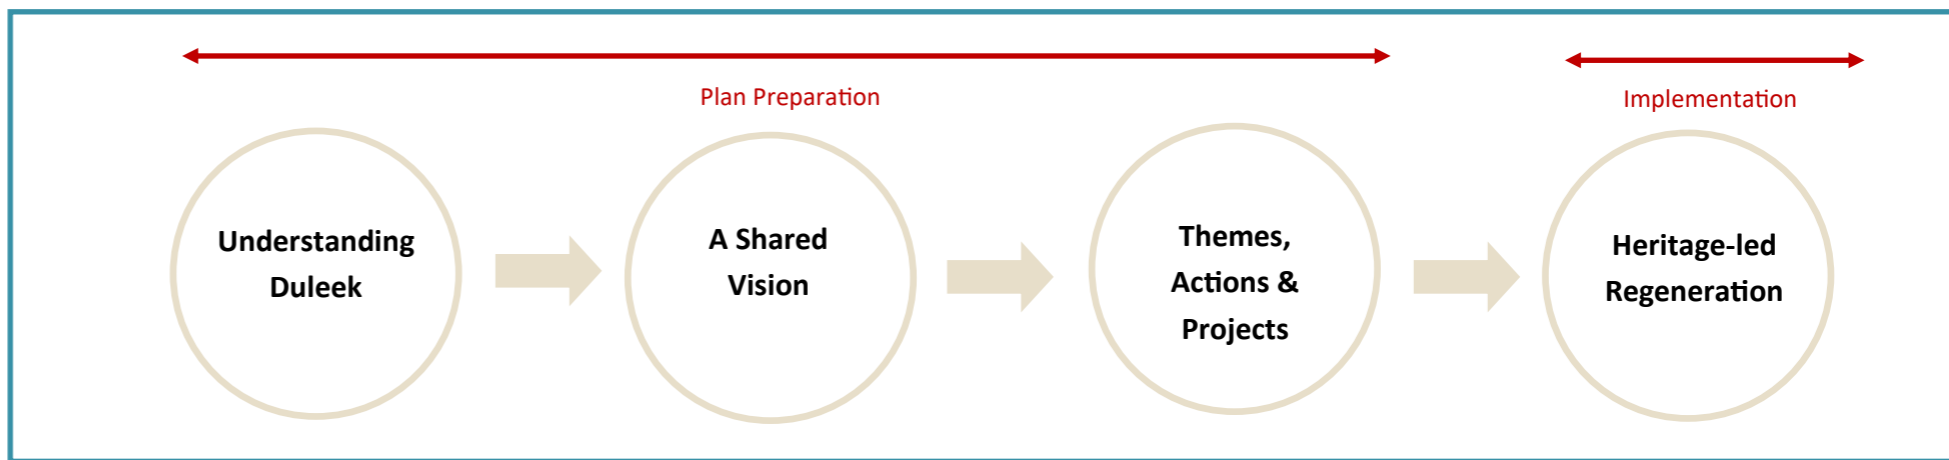 Plan Preparation
Implementation
Understanding
Duleek
A Shared
Vision
Themes,
Actions &
Projects
Heritage-led
Regeneration